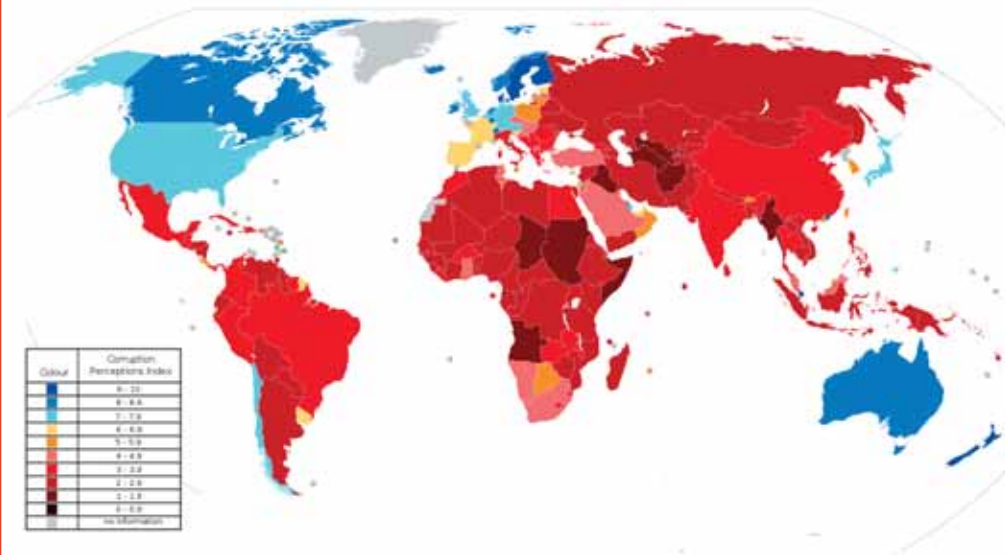 Colour
Corruption
Perceptions Index
9 - 10
8 - 8.9
7 - 7.9
6 - 6.9
5 - 5.9
4 - 4.9
3 - 3.9
2 - 2.9
1 - 1.9
0 - 0.9
no information